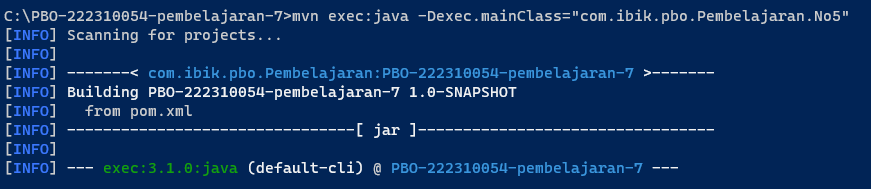 C:\PBO-222310054-pembelajaran-7>mvn exec:java -Dexec.mainClass="com.ibik.pbo.Pembelajaran.No5"
[INFO] Scanning for projects...
[INFO]
[INFO] -------< com.ibik.pbo.Pembelajaran:PBO-222310054-pembelajaran-7 >-------
[INFO] Building PBO-222310054-pembelajaran-7 1.0-SNAPSHOT
[INFO]   from pom.xml
[INFO] --------------------------------[ jar ]---------------------------------
[INFO]
[INFO] --- exec:3.1.0:java (default-cli) @ PBO-222310054-pembelajaran-7 ---